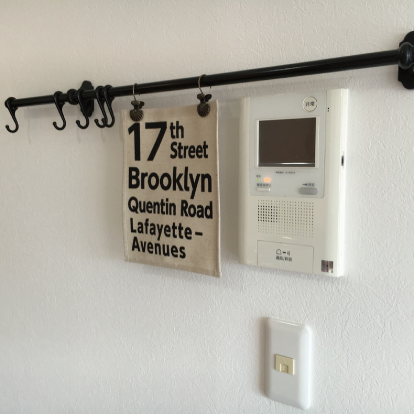 17th
Street
Brooklyn
Quentin Road
Lafayette–
Avenues